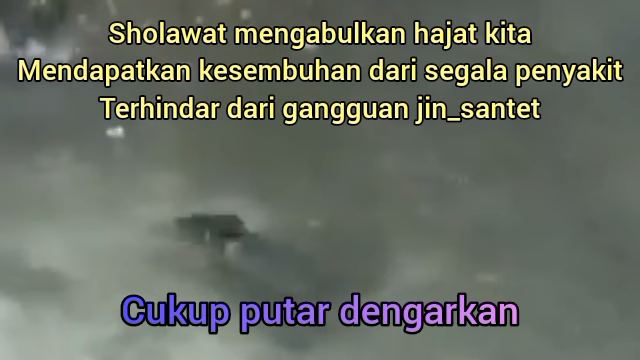 Sholawat mengabulkan hajat kita
Mendapatkan kesembuhan dari segala penyakit
Terhindar dari gangguan jin_santet
Cukup putar dengarkan